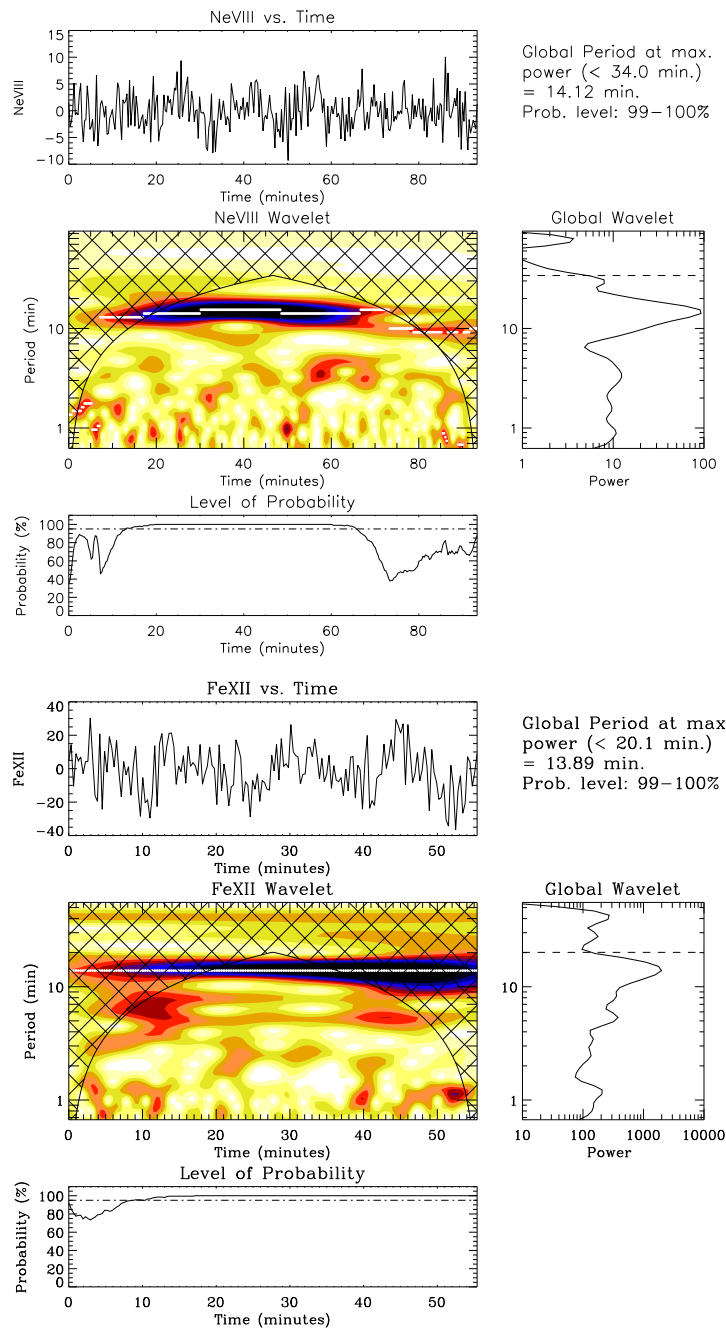 NeVIII vs. Time
15
10
5
0
−5
−10
NeVIII
0 20 40 60 80
Time (minutes)
Global Period at max.
power (< 34.0 min.)
= 14.12 min.
Prob. level: 99−100%
NeVIII Wavelet
Period (min)
10
1
0 20 40 60 80
Time (minutes)
Global Wavelet
10
1
1 10 100
Power
Level of Probability
Probability (%)
100
80
60
40
20
0
0 20 40 60 80
Time (minutes)
FeXII vs. Time
40
20
0
−20
−40
FeXII
0 10 20 30 40 50
Time (minutes)
Global Period at max
power (< 20.1 min.)
= 13.89 min.
Prob. level: 99−100%
FeXII Wavelet
Period (min)
10
1
0 10 20 30 40 50
Time (minutes)
Global Wavelet
10
1
10 100 1000 10000
Power
Level of Probability
Probability (%)
100
80
60
40
20
0
0 10 20 30 40 50
Time (minutes)